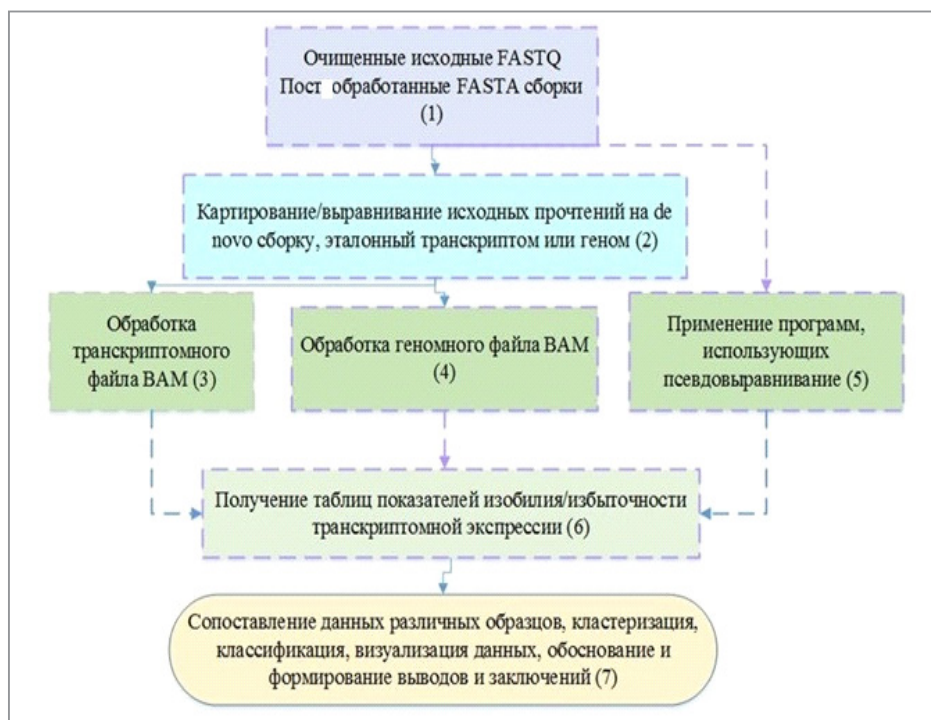 Очищенные исходные FASTQ
Пост обработанные FASTA сборки
(1)
Картирование/выравнивание исходных прочтений на de
novo сборку, эталонный транскриптом или геном (2)
Обработка
транскриптомного
файла BAM (3)
Обработка геномного файла BAM
(4)
Применение программ,
использующих
псевдовыравнивание (5)
Получение таблиц показателей изобилия/избыточности
транскриптомной экспрессии (6)
Сопоставление данных различных образцов, кластеризация,
классификация, визуализация данных, обоснование и
формирование выводов и заключений (7)